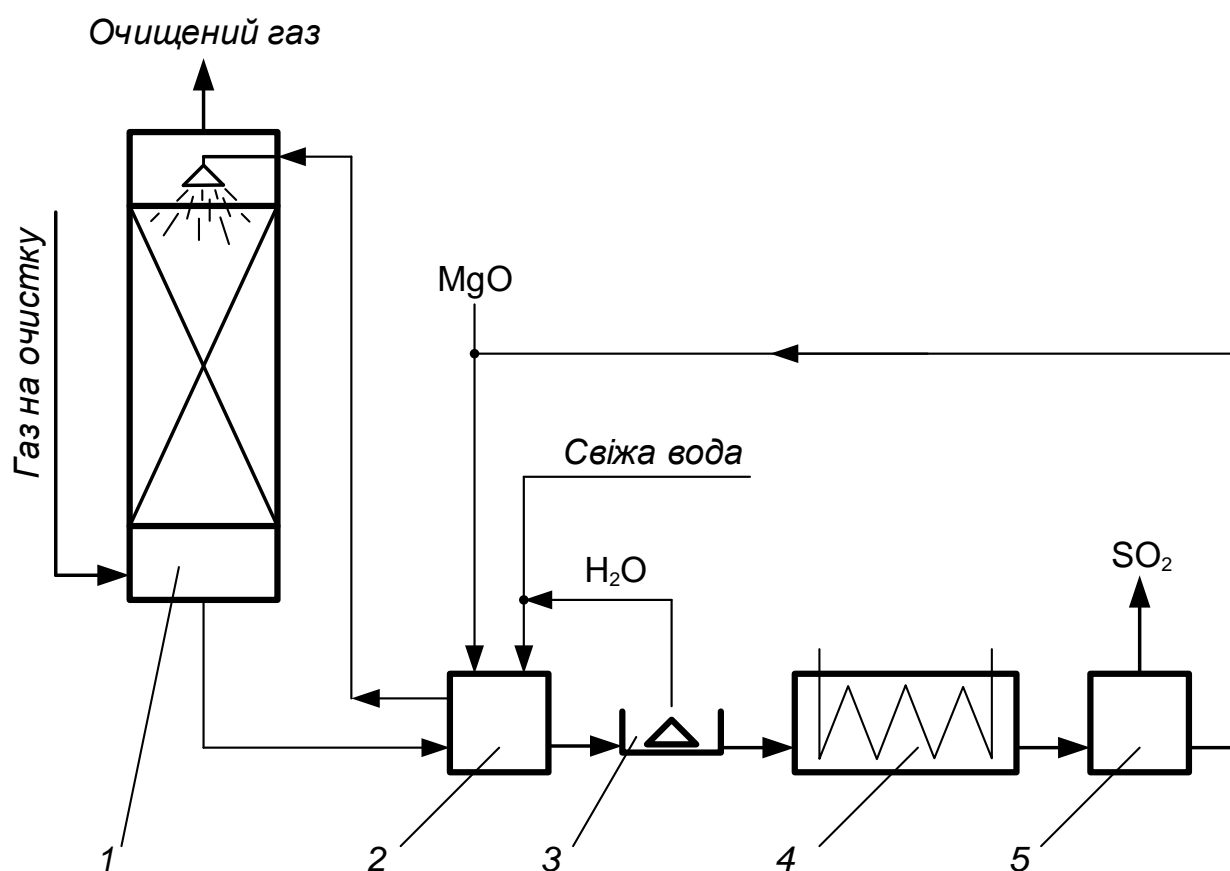 Очищений газ
Газ на очистку
MgO
Свіжа вода
H₂O
SO₂
1
2
3
4
5